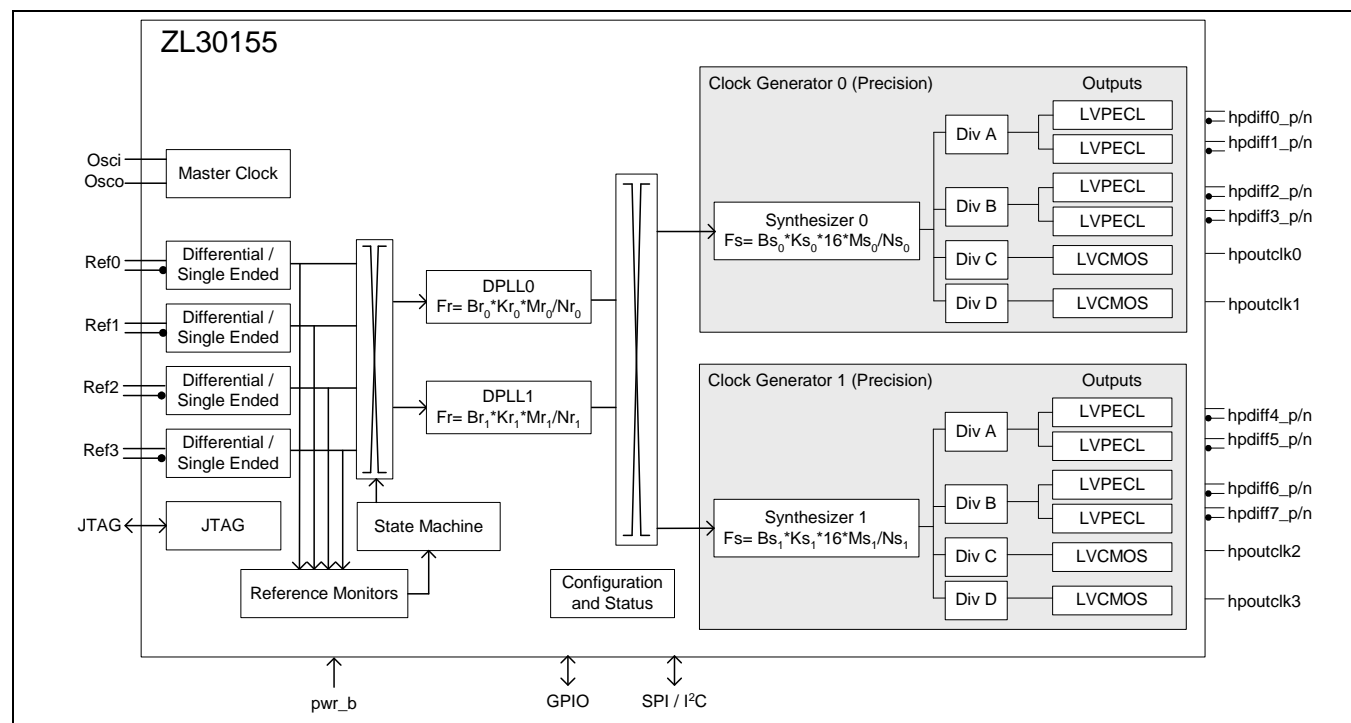 ZL30155
Osci
Osco
Master Clock
Ref0
Differential /
Single Ended
Ref1
Differential /
Single Ended
Ref2
Differential /
Single Ended
Ref3
Differential /
Single Ended
JTAG
JTAG
Reference Monitors
State Machine
DPLL0
Fr= Br₀*Kr₀*Mr₀/Nr₀
DPLL1
Fr= Br₁*Kr₁*Mr₁/Nr₁
Configuration
and Status
Clock Generator 0 (Precision)
Outputs
Synthesizer 0
Fs= Bs₀*Ks₀*16*Ms₀/Ns₀
Div A
LVPECL
LVPECL
Div B
LVPECL
LVPECL
Div C
LVCMOS
Div D
LVCMOS
hpdiff0_p/n
hpdiff1_p/n
hpdiff2_p/n
hpdiff3_p/n
hpoutclk0
hpoutclk1
Clock Generator 1 (Precision)
Outputs
Synthesizer 1
Fs= Bs₁*Ks₁*16*Ms₁/Ns₁
Div A
LVPECL
LVPECL
Div B
LVPECL
LVPECL
Div C
LVCMOS
Div D
LVCMOS
hpdiff4_p/n
hpdiff5_p/n
hpdiff6_p/n
hpdiff7_p/n
hpoutclk2
hpoutclk3
pwr_b
GPIO
SPI / I²C